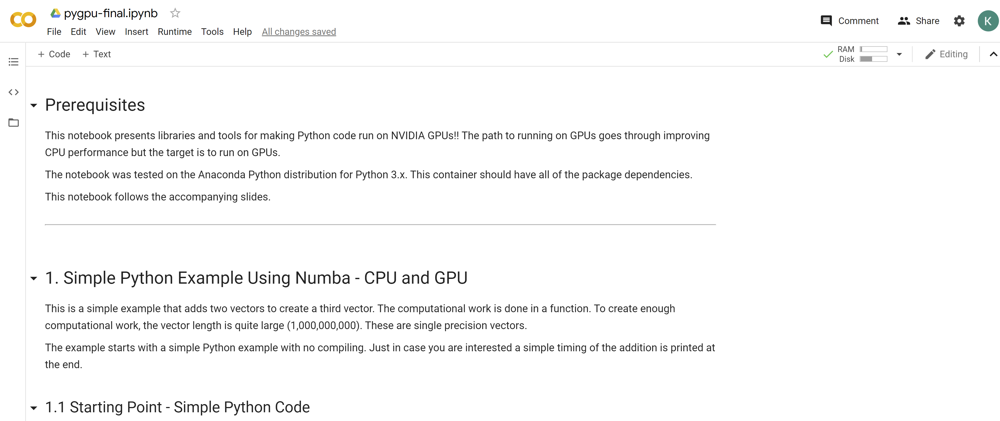 pygpu-final.ipynb
File Edit View Insert Runtime Tools Help All changes saved
Comment Share K
+ Code + Text
RAM
Disk
Editing
Prerequisites
This notebook presents libraries and tools for making Python code run on NVIDIA GPUs!! The path to running on GPUs goes through improving
CPU performance but the target is to run on GPUs.
The notebook was tested on the Anaconda Python distribution for Python 3.x. This container should have all of the package dependencies.
This notebook follows the accompanying slides.
1. Simple Python Example Using Numba - CPU and GPU
This is a simple example that adds two vectors to create a third vector. The computational work is done in a function. To create enough
computational work, the vector length is quite large (1,000,000,000). These are single precision vectors.
The example starts with a simple Python example with no compiling. Just in case you are interested a simple timing of the addition is printed at
the end.
1.1 Starting Point - Simple Python Code